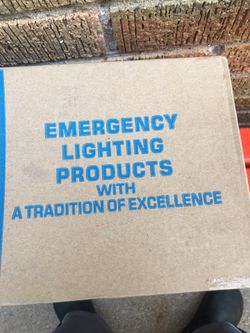 EMERGENCY
LIGHTING
PRODUCTS
WITH
A TRADITION OF EXCELLENCE